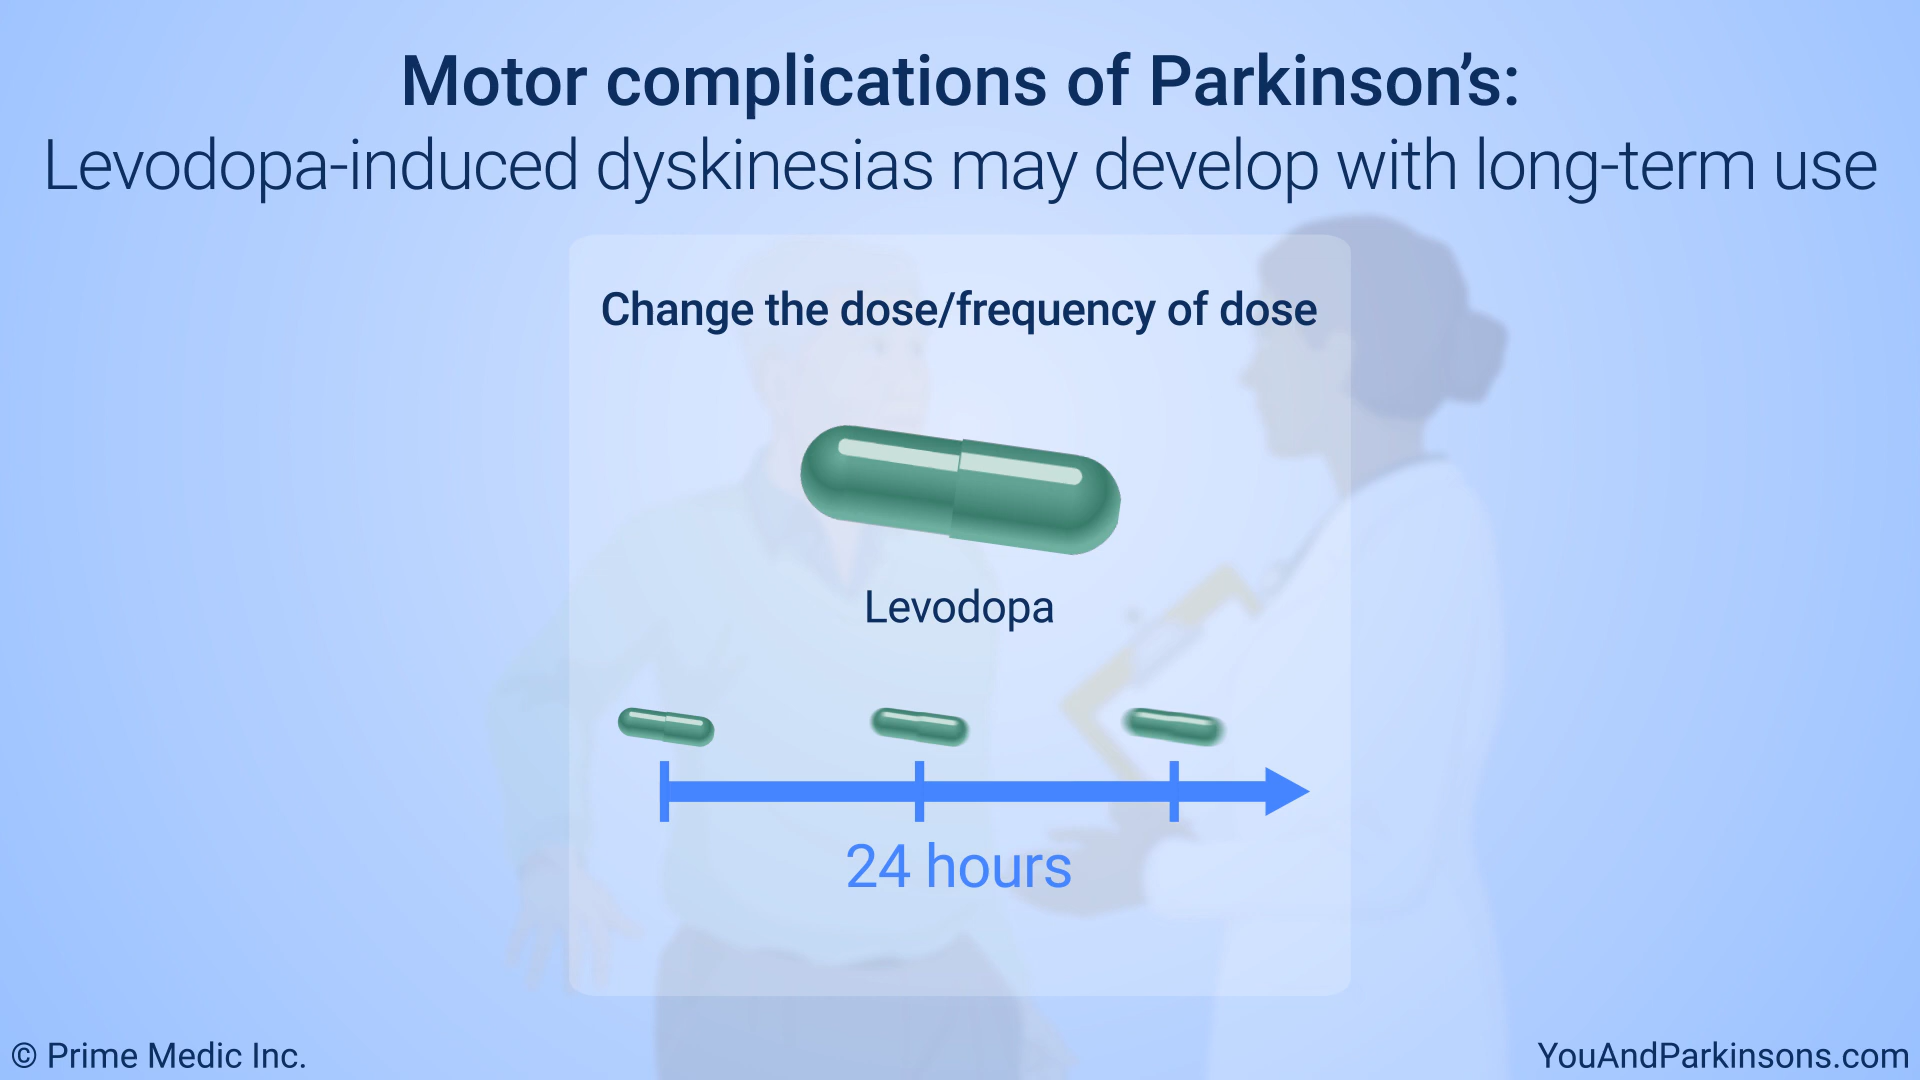 Motor complications of Parkinson’s:
Levodopa-induced dyskinesias may develop with long-term use
Change the dose/frequency of dose
Levodopa
24 hours
© Prime Medic Inc.
YouAndParkinsons.com